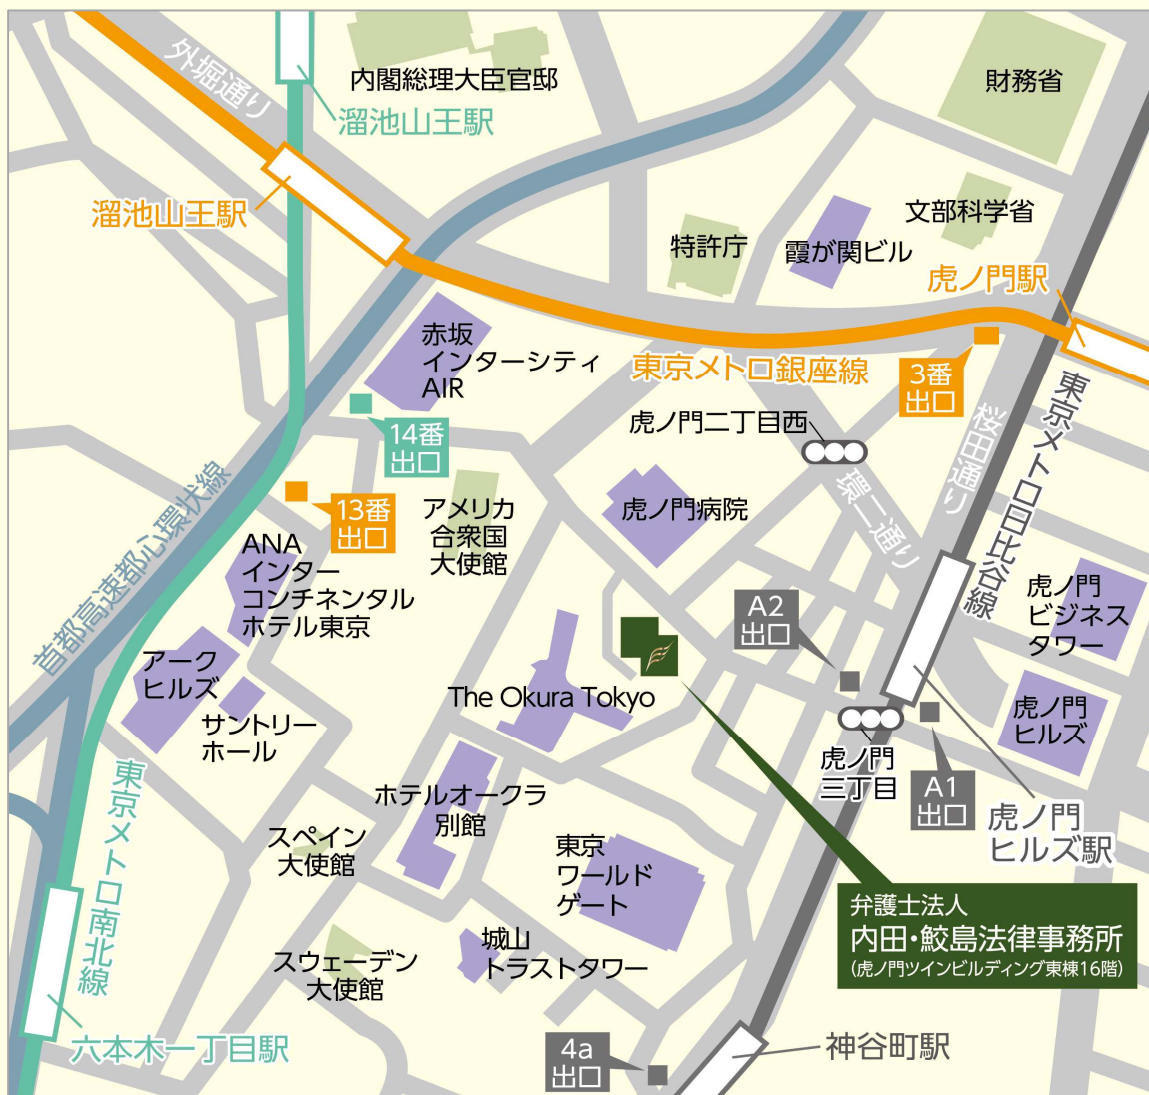 外堀通り
内閣総理大臣官邸
溜池山王駅
財務省
溜池山王駅
文部科学省
特許庁
霞が関ビル
虎ノ門駅
赤坂
インターシティ
AIR
東京メトロ銀座線
3番
出口
東京メトロ日比谷線
桜田通り
虎ノ門二丁目西
14番
出口
環二通り
首都高速都心環状線
13番
出口
アメリカ
合衆国
大使館
虎ノ門病院
ANA
インター
コンチネンタル
ホテル東京
A2
出口
虎ノ門
ビジネス
タワー
アーク
ヒルズ
The Okura Tokyo
サントリー
ホール
虎ノ門
ヒルズ
虎ノ門
三丁目
A1
出口
虎ノ門
ヒルズ駅
東京メトロ南北線
ホテルオークラ
別館
スペイン
大使館
東京
ワールド
ゲート
弁護士法人
内田・鮫島法律事務所
(虎ノ門ツインビルディング東棟16階)
城山
トラストタワー
スウェーデン
大使館
六本木一丁目駅
4a
出口
神谷町駅